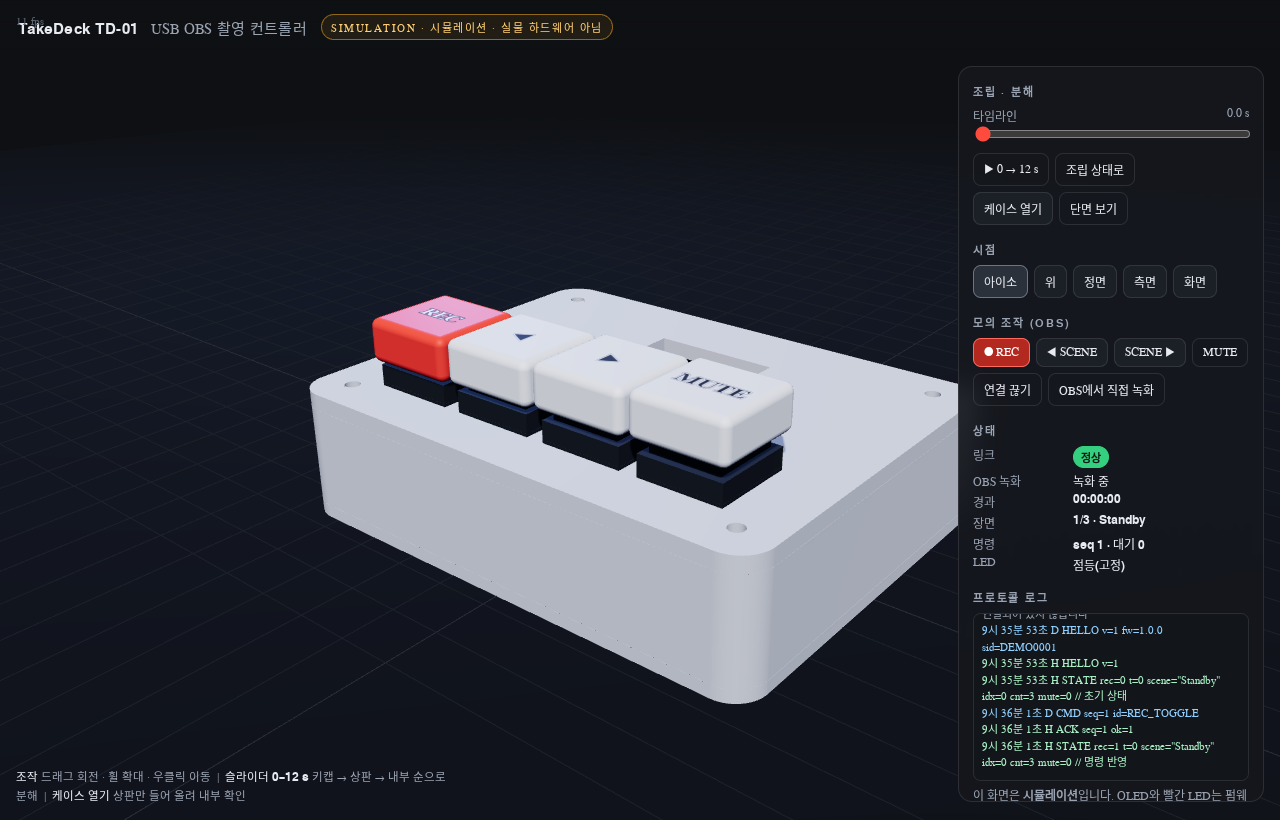 TakeDeck TD-01 USB OBS 촬영 컨트롤러 SIMULATION · 시뮬레이션 · 실물 하드웨어 아님
REC
◀
▶
MUTE
조립 · 분해
타임라인 0.0 s
▶ 0 → 12 s 조립 상태로
케이스 열기 단면 보기
시점
아이소 위 정면 측면 화면
모의 조작 (OBS)
● REC ◀ SCENE SCENE ▶ MUTE
연결 끊기 OBS에서 직접 녹화
상태
링크 정상
OBS 녹화 녹화 중
경과 00:00:00
장면 1/3 · Standby
명령 seq 1 · 대기 0
LED 점등(고정)
프로토콜 로그
9시 35분 53초 D HELLO v=1 fw=1.0.0
sid=DEMO0001
9시 35분 53초 H HELLO v=1
9시 35분 53초 H STATE rec=0 t=0 scene="Standby"
idx=0 cnt=3 mute=0 // 초기 상태
9시 36분 1초 D CMD seq=1 id=REC_TOGGLE
9시 36분 1초 H ACK seq=1 ok=1
9시 36분 1초 H STATE rec=1 t=0 scene="Standby"
idx=0 cnt=3 mute=0 // 명령 반영
이 화면은 시뮬레이션입니다. OLED와 빨간 LED는 펌웨
조작 드래그 회전 · 휠 확대 · 우클릭 이동 | 슬라이더 0–12 s 키캡 → 상판 → 내부 순으로
분해 | 케이스 열기 상판만 들어 올려 내부 확인